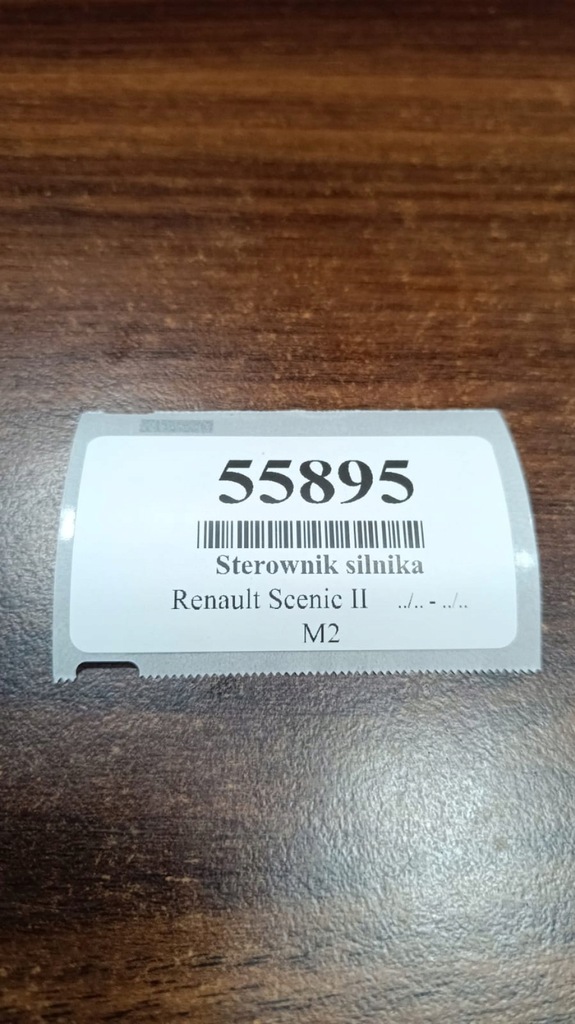 55895
Sterownik silnika
Renault Scenic II ../.. - ../..
M2